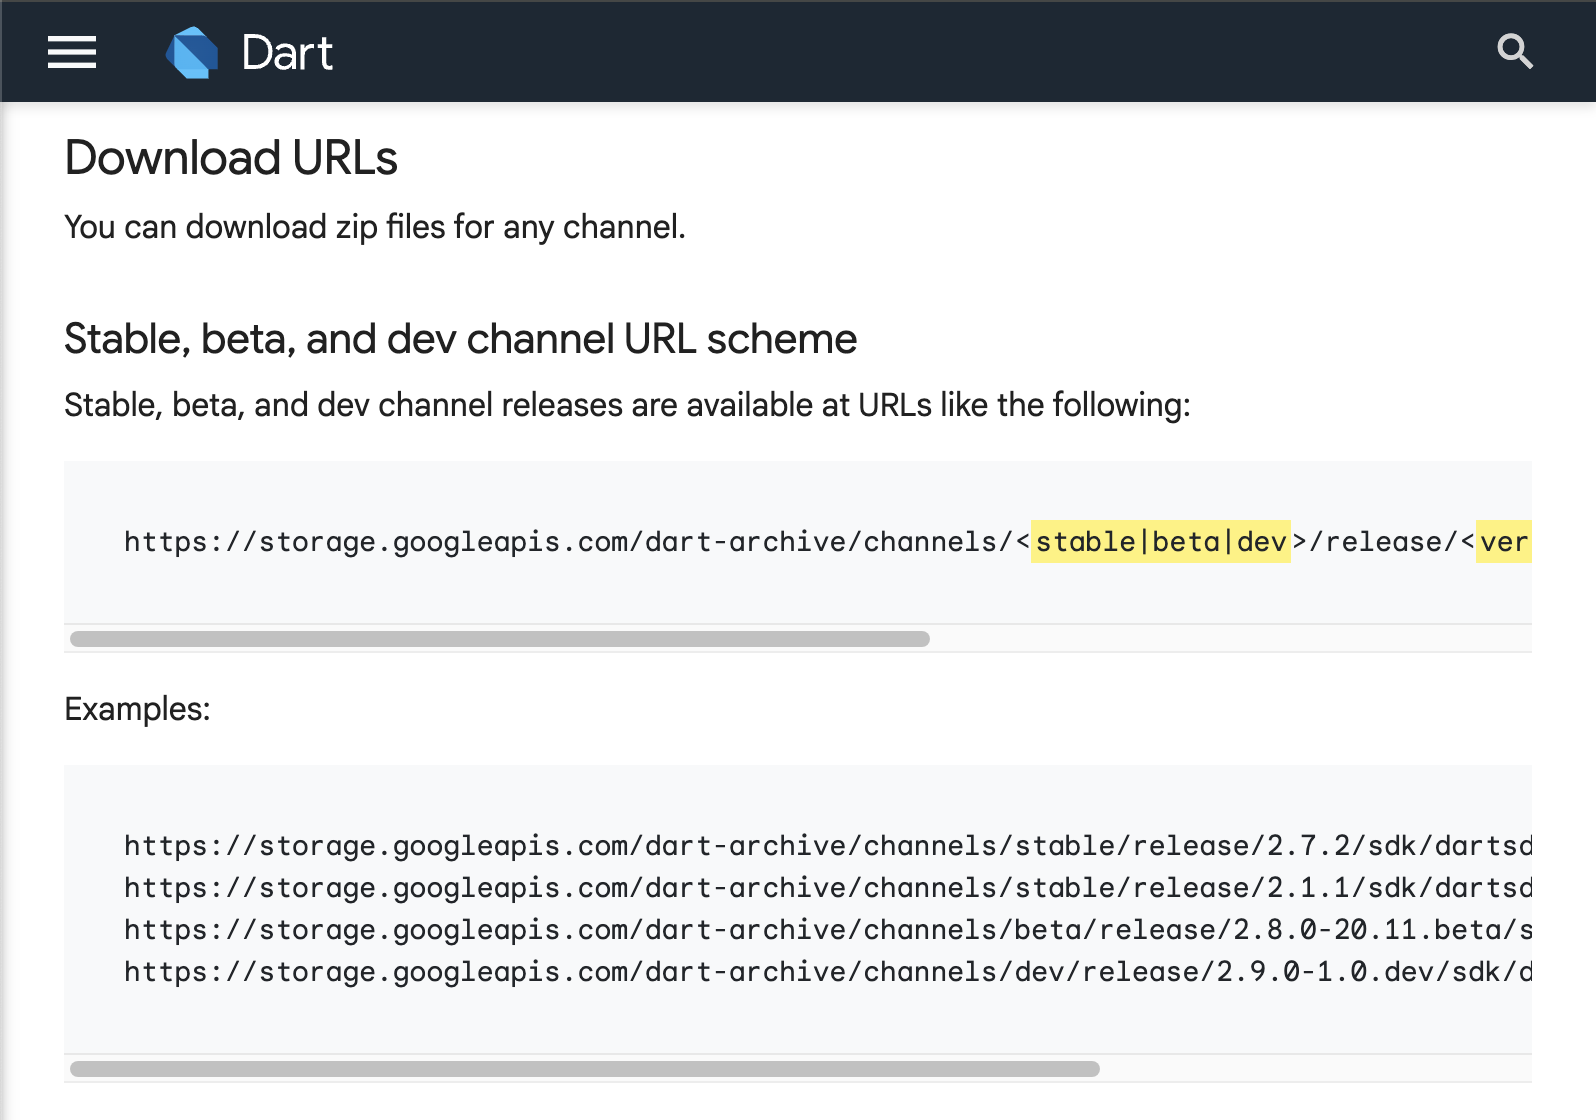 Dart
Download URLs
You can download zip files for any channel.
Stable, beta, and dev channel URL scheme
Stable, beta, and dev channel releases are available at URLs like the following:
https://storage.googleapis.com/dart-archive/channels/<stable|beta|dev>/release/<ver
Examples:
https://storage.googleapis.com/dart-archive/channels/stable/release/2.7.2/sdk/dartsd
https://storage.googleapis.com/dart-archive/channels/stable/release/2.1.1/sdk/dartsd
https://storage.googleapis.com/dart-archive/channels/beta/release/2.8.0-20.11.beta/s
https://storage.googleapis.com/dart-archive/channels/dev/release/2.9.0-1.0.dev/sdk/d